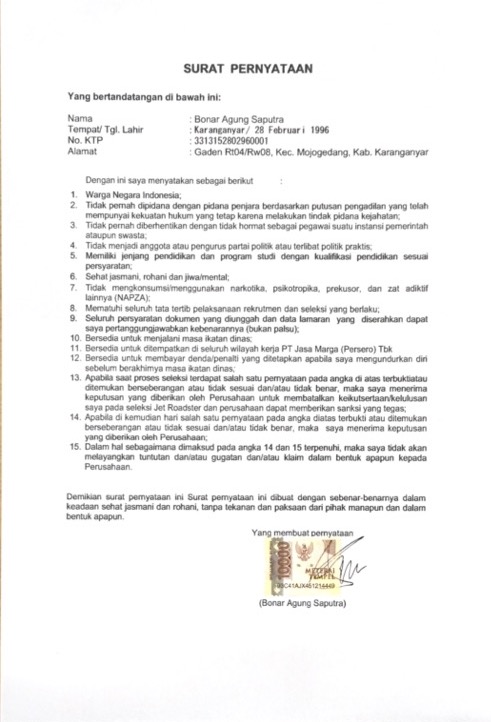 SURAT PERNYATAAN
Yang bertandatangan di bawah ini:
Nama : Bonar Agung Saputra
Tempat/ Tgl. Lahir : Karanganyar/ 28 Februari 1996
No. KTP : 3313152802960001
Alamat : Gaden Rt04/Rw08, Kec. Mojogedang, Kab. Karanganyar
Dengan ini saya menyatakan sebagai berikut :
1. Warga Negara Indonesia;
2. Tidak pernah dipidana dengan pidana penjara berdasarkan putusan pengadilan yang telah
mempunyai kekuatan hukum yang tetap karena melakukan tindak pidana kejahatan;
3. Tidak pernah diberhentikan dengan tidak hormat sebagai pegawai suatu instansi pemerintah
ataupun swasta;
4. Tidak menjadi anggota atau pengurus partai politik atau terlibat politik praktis;
5. Memiliki jenjang pendidikan dan program studi dengan kualifikasi pendidikan sesuai
persyaratan;
6. Sehat jasmani, rohani dan jiwa/mental;
7. Tidak mengkonsumsi/menggunakan narkotika, psikotropika, prekusor, dan zat adiktif
lainnya (NAPZA);
8. Mematuhi seluruh tata tertib pelaksanaan rekrutmen dan seleksi yang berlaku;
9. Seluruh persyaratan dokumen yang diunggah dan data lamaran yang diserahkan dapat
saya pertanggungjawabkan kebenarannya (bukan palsu);
10. Bersedia untuk menjalani masa ikatan dinas;
11. Bersedia untuk ditempatkan di seluruh wilayah kerja PT Jasa Marga (Persero) Tbk
12. Bersedia untuk membayar denda/penalti yang ditetapkan apabila saya mengundurkan diri
sebelum berakhirnya masa ikatan dinas;
13. Apabila saat proses seleksi terdapat salah satu pernyataan pada angka di atas terbuktiatau
ditemukan berseberangan atau tidak sesuai dan/atau tidak benar, maka saya menerima
keputusan yang diberikan oleh Perusahaan untuk membatalkan keikutsertaan/kelulusan
saya pada seleksi Jet Roadster dan perusahaan dapat memberikan sanksi yang tegas;
14. Apabila di kemudian hari salah satu pernyataan pada angka diatas terbukti atau ditemukan
berseberangan atau tidak sesuai dan/atau tidak benar, maka saya menerima keputusan
yang diberikan oleh Perusahaan;
15. Dalam hal sebagaimana dimaksud pada angka 14 dan 15 terpenuhi, maka saya tidak akan
melayangkan tuntutan dan/atau gugatan dan/atau klaim dalam bentuk apapun kepada
Perusahaan.
Demikian surat pernyataan ini Surat pernyataan ini dibuat dengan sebenar-benarnya dalam
keadaan sehat jasmani dan rohani, tanpa tekanan dan paksaan dari pihak manapun dan dalam
bentuk apapun.
Yang membuat pernyataan
10000
METERAI
TEMPEL
(Bonar Agung Saputra)